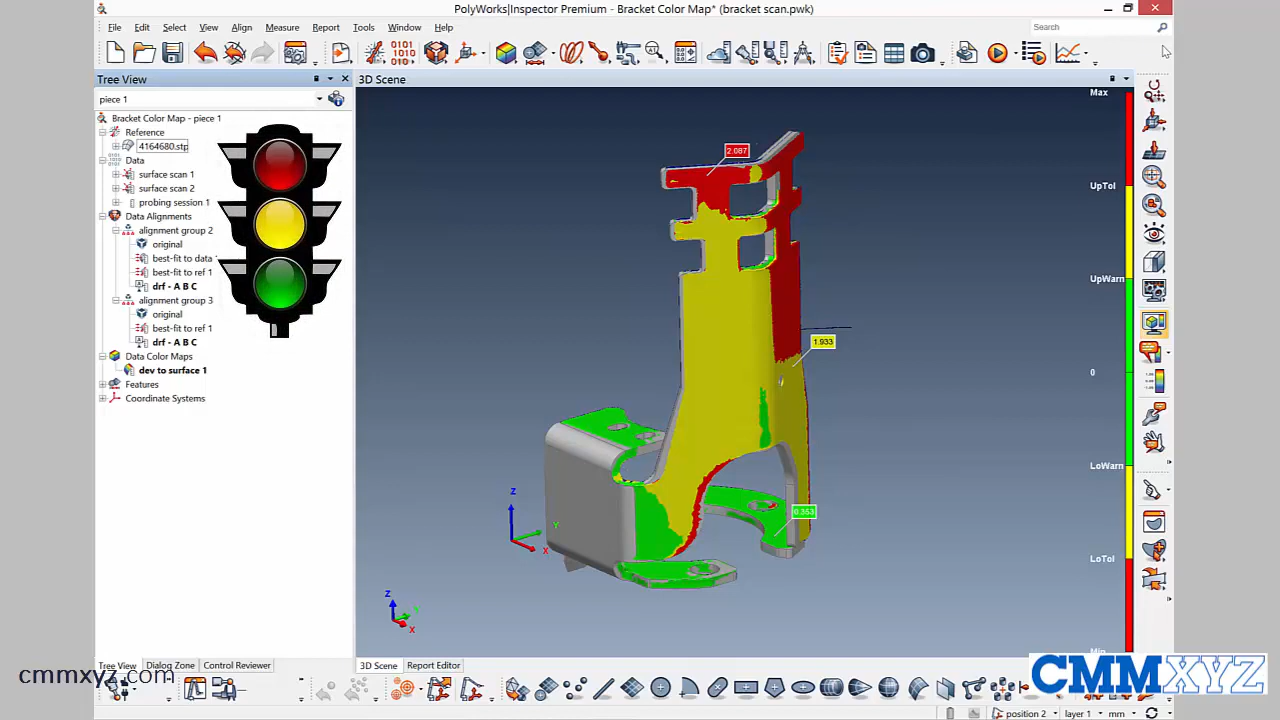 PolyWorks|Inspector Premium - Bracket Color Map* (bracket scan.pwk)
File Edit Select View Align Measure Report Tools Window Help
Search
Tree View
3D Scene
piece 1
Bracket Color Map - piece 1
Reference
4164680.stp
Data
surface scan 1
surface scan 2
probing session 1
Data Alignments
alignment group 2
original
best-fit to data
best-fit to ref 1
drf - A B C
alignment group 3
original
best-fit to ref 1
drf - A B C
Data Color Maps
dev to surface 1
Features
Coordinate Systems
Max
2.087
UpTol
UpWarn
1.933
0
LoWarn
0.353
LoTol
Min
Z
Y
X
Z
Y
X
Tree View Dialog Zone Control Reviewer
3D Scene Report Editor
cmmxyz.com
CMMXYZ
position 2 layer 1 mm